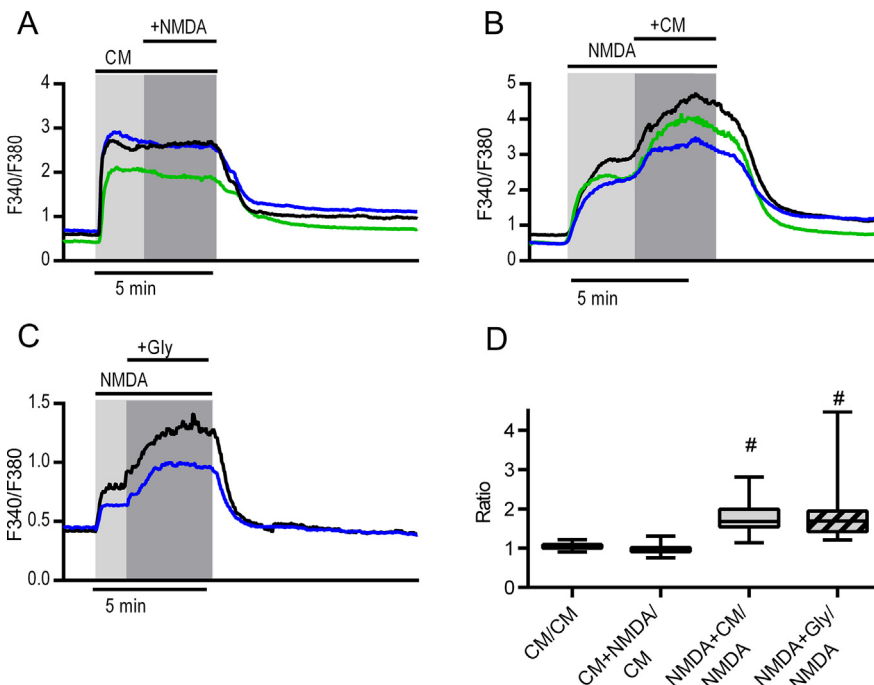 A
+NMDA
CM
4
3
2
1
0
F340/F380
5 min
B
+CM
NMDA
5
4
3
2
1
0
5 min
C
+Gly
NMDA
1.5
1.0
0.5
0.0
F340/F380
5 min
D
#
#
4
3
2
1
0
Ratio
CM/CM
CM+NMDA/
CM
NMDA+CM/
NMDA
NMDA+Gly/
NMDA